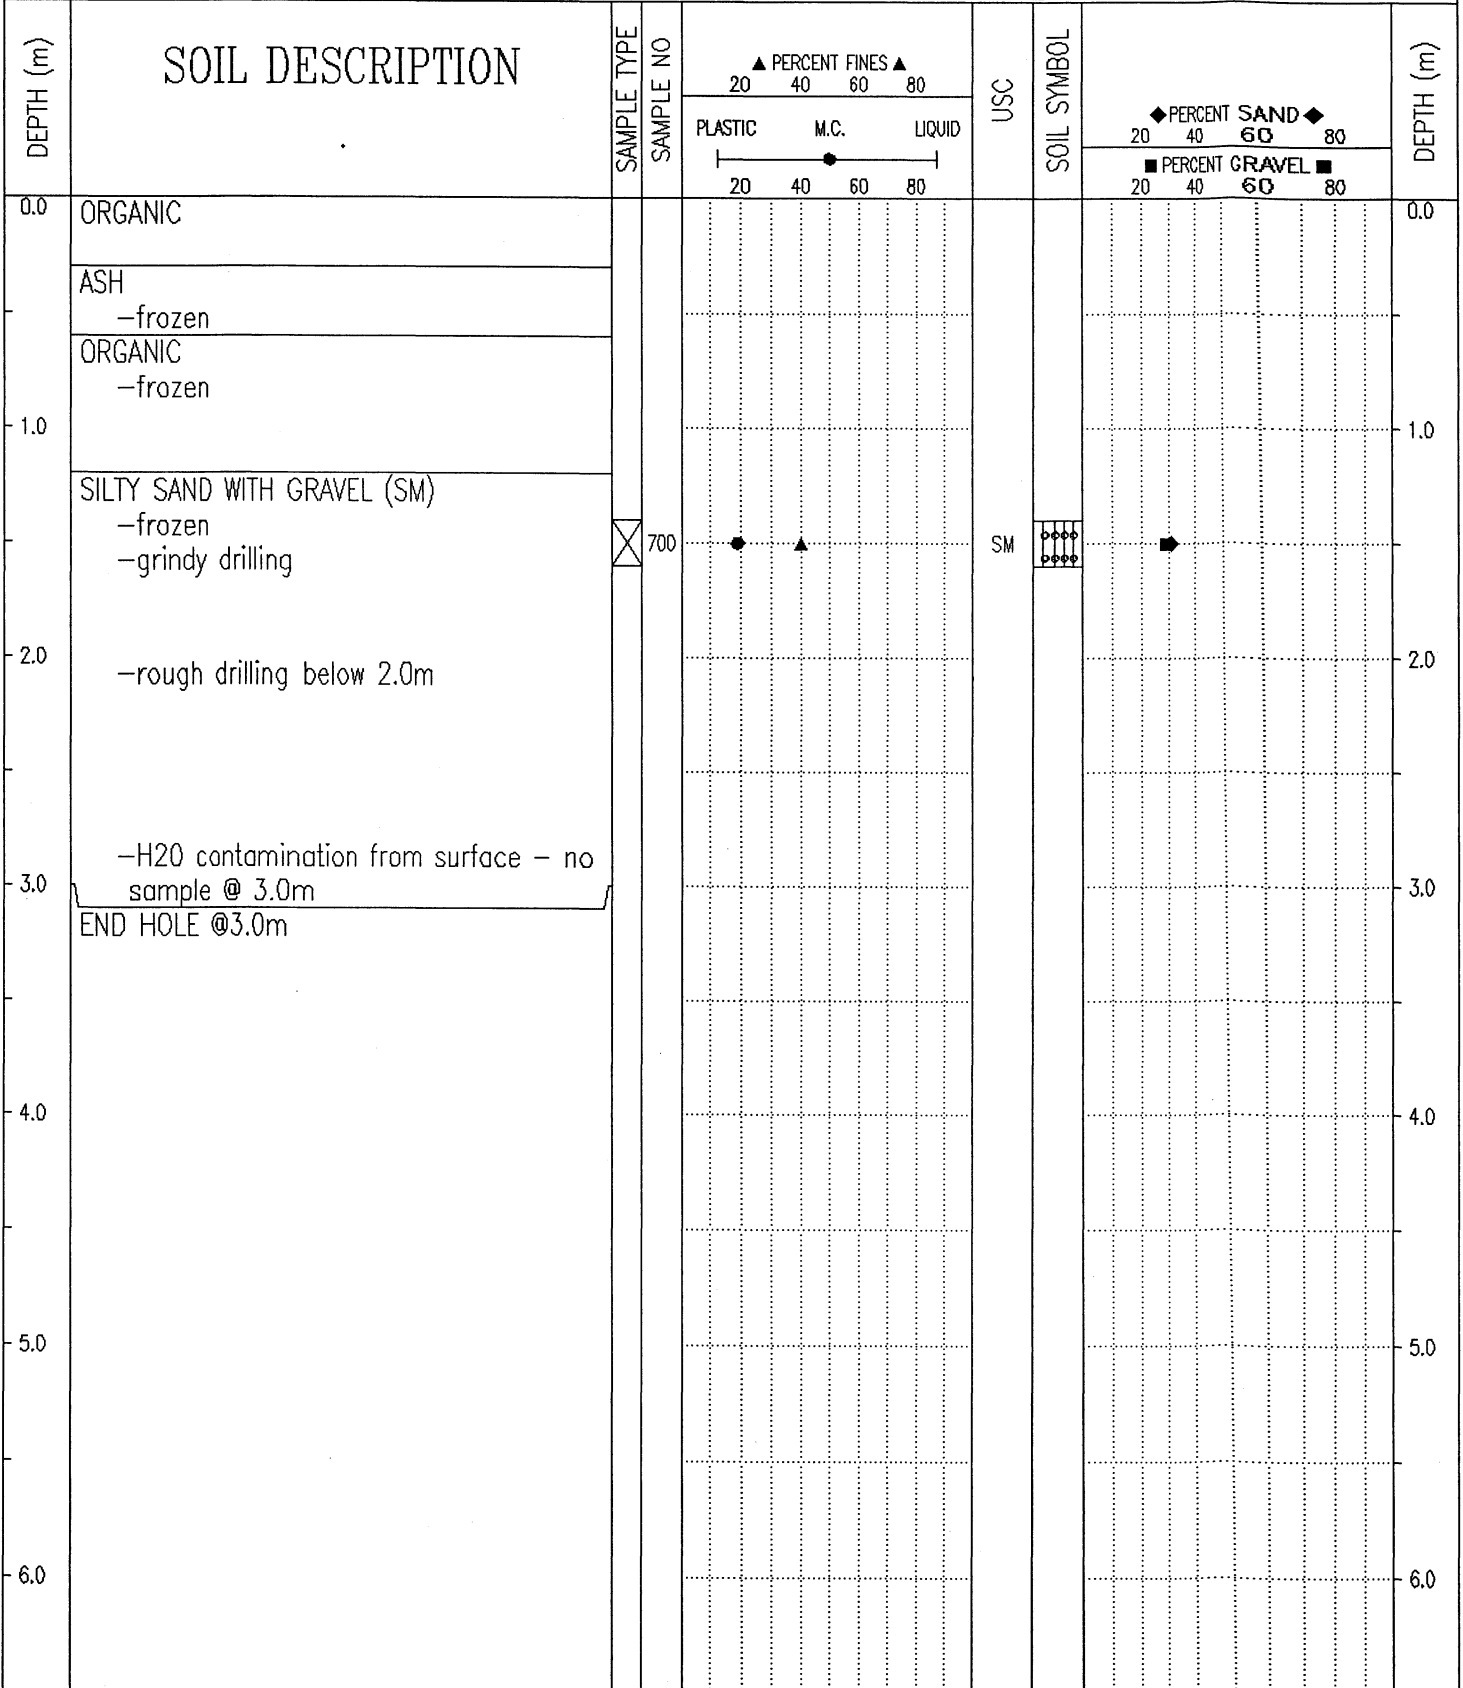 DEPTH (m)
SOIL DESCRIPTION
SAMPLE TYPE
SAMPLE NO
▲ PERCENT FINES ▲
20 40 60 80
PLASTIC M.C. LIQUID
20 40 60 80
USC
SOIL SYMBOL
◆PERCENT SAND◆
20 40 60 80
■PERCENT GRAVEL■
20 40 60 80
DEPTH (m)
0.0 ORGANIC 0.0
ASH
—frozen
ORGANIC
—frozen
1.0 1.0
SILTY SAND WITH GRAVEL (SM)
—frozen
700 SM
—grindy drilling
2.0 2.0
—rough drilling below 2.0m
—H20 contamination from surface — no
3.0 sample @ 3.0m 3.0
END HOLE @3.0m
4.0 4.0
5.0 5.0
6.0 6.0